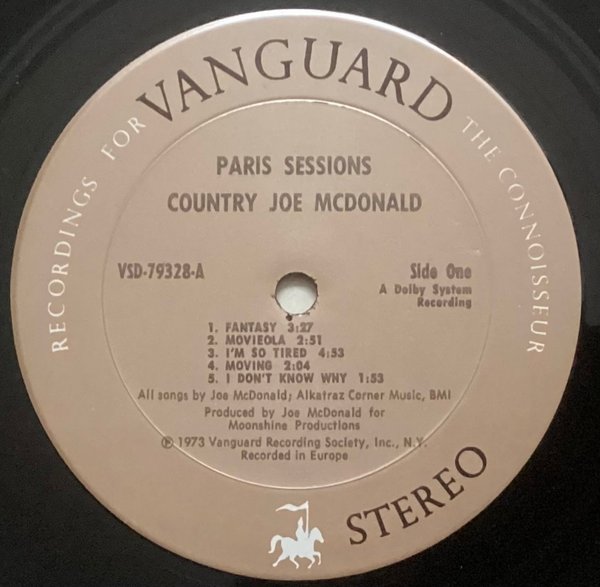 RECORDINGS FOR VANGUARD THE CONNOISSEUR
PARIS SESSIONS
COUNTRY JOE MCDONALD
VSD-79328-A
Side One
A Dolby System
Recording
1. FANTASY 3:27
2. MOVIEOLA 2:51
3. I'M SO TIRED 4:53
4. MOVING 2:04
5. I DON'T KNOW WHY 1:53
All songs by Joe McDonald; Alkatraz Corner Music, BMI
Produced by Joe McDonald for
Moonshine Productions
℗ 1973 Vanguard Recording Society, Inc., N.Y.
Recorded in Europe
STEREO